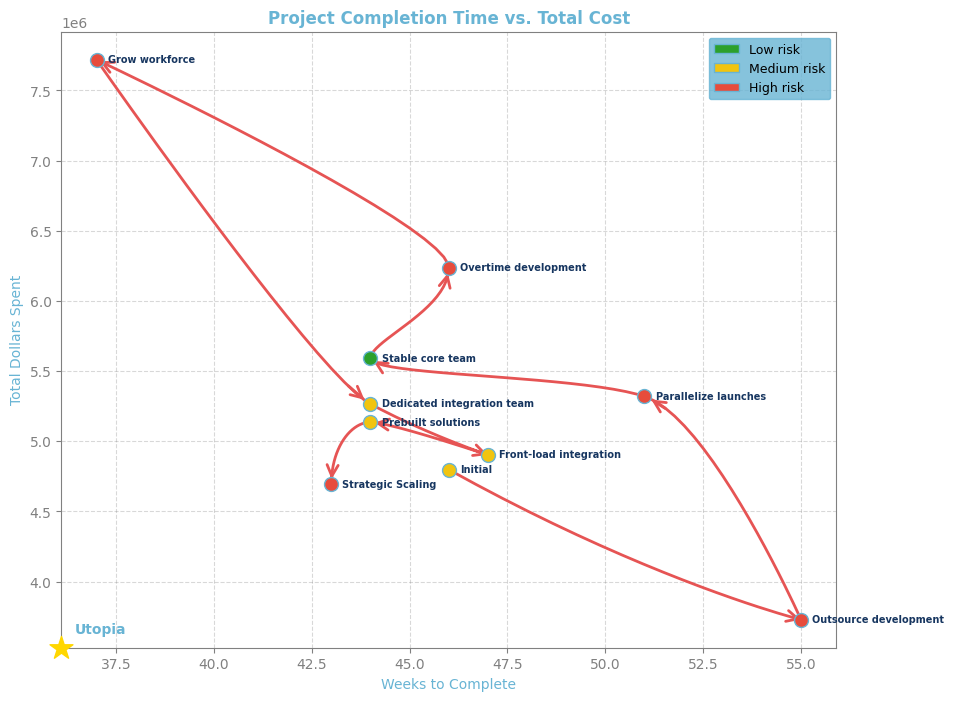 Project Completion Time vs. Total Cost
1e6
Low risk
Medium risk
High risk
Grow workforce
7.5
7.0
6.5
Overtime development
6.0
Stable core team
5.5
Dedicated integration team
Parallelize launches
Prebuilt solutions
5.0
Front-load integration
Initial
Strategic Scaling
4.5
4.0
Outsource development
Utopia
Total Dollars Spent
37.5 40.0 42.5 45.0 47.5 50.0 52.5 55.0
Weeks to Complete